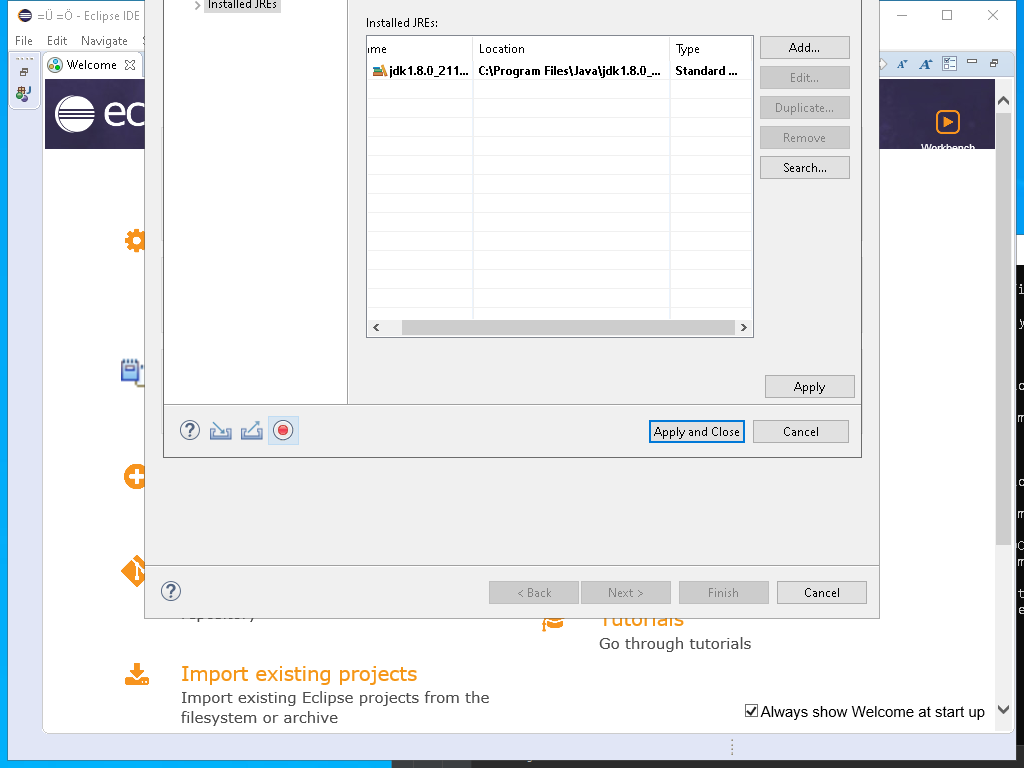 =Ü =Ö - Eclipse IDE
File Edit Navigate
Welcome
Installed JREs
Installed JREs:
Location Type
jdk1.8.0_211... C:\Program Files\Java\jdk1.8.0_... Standard ...
Add...
Edit...
Duplicate...
Remove
Search...
Apply
Apply and Close Cancel
< Back Next > Finish Cancel
Workbench
repository
Tutorials
Go through tutorials
Import existing projects
Import existing Eclipse projects from the
filesystem or archive
Always show Welcome at start up